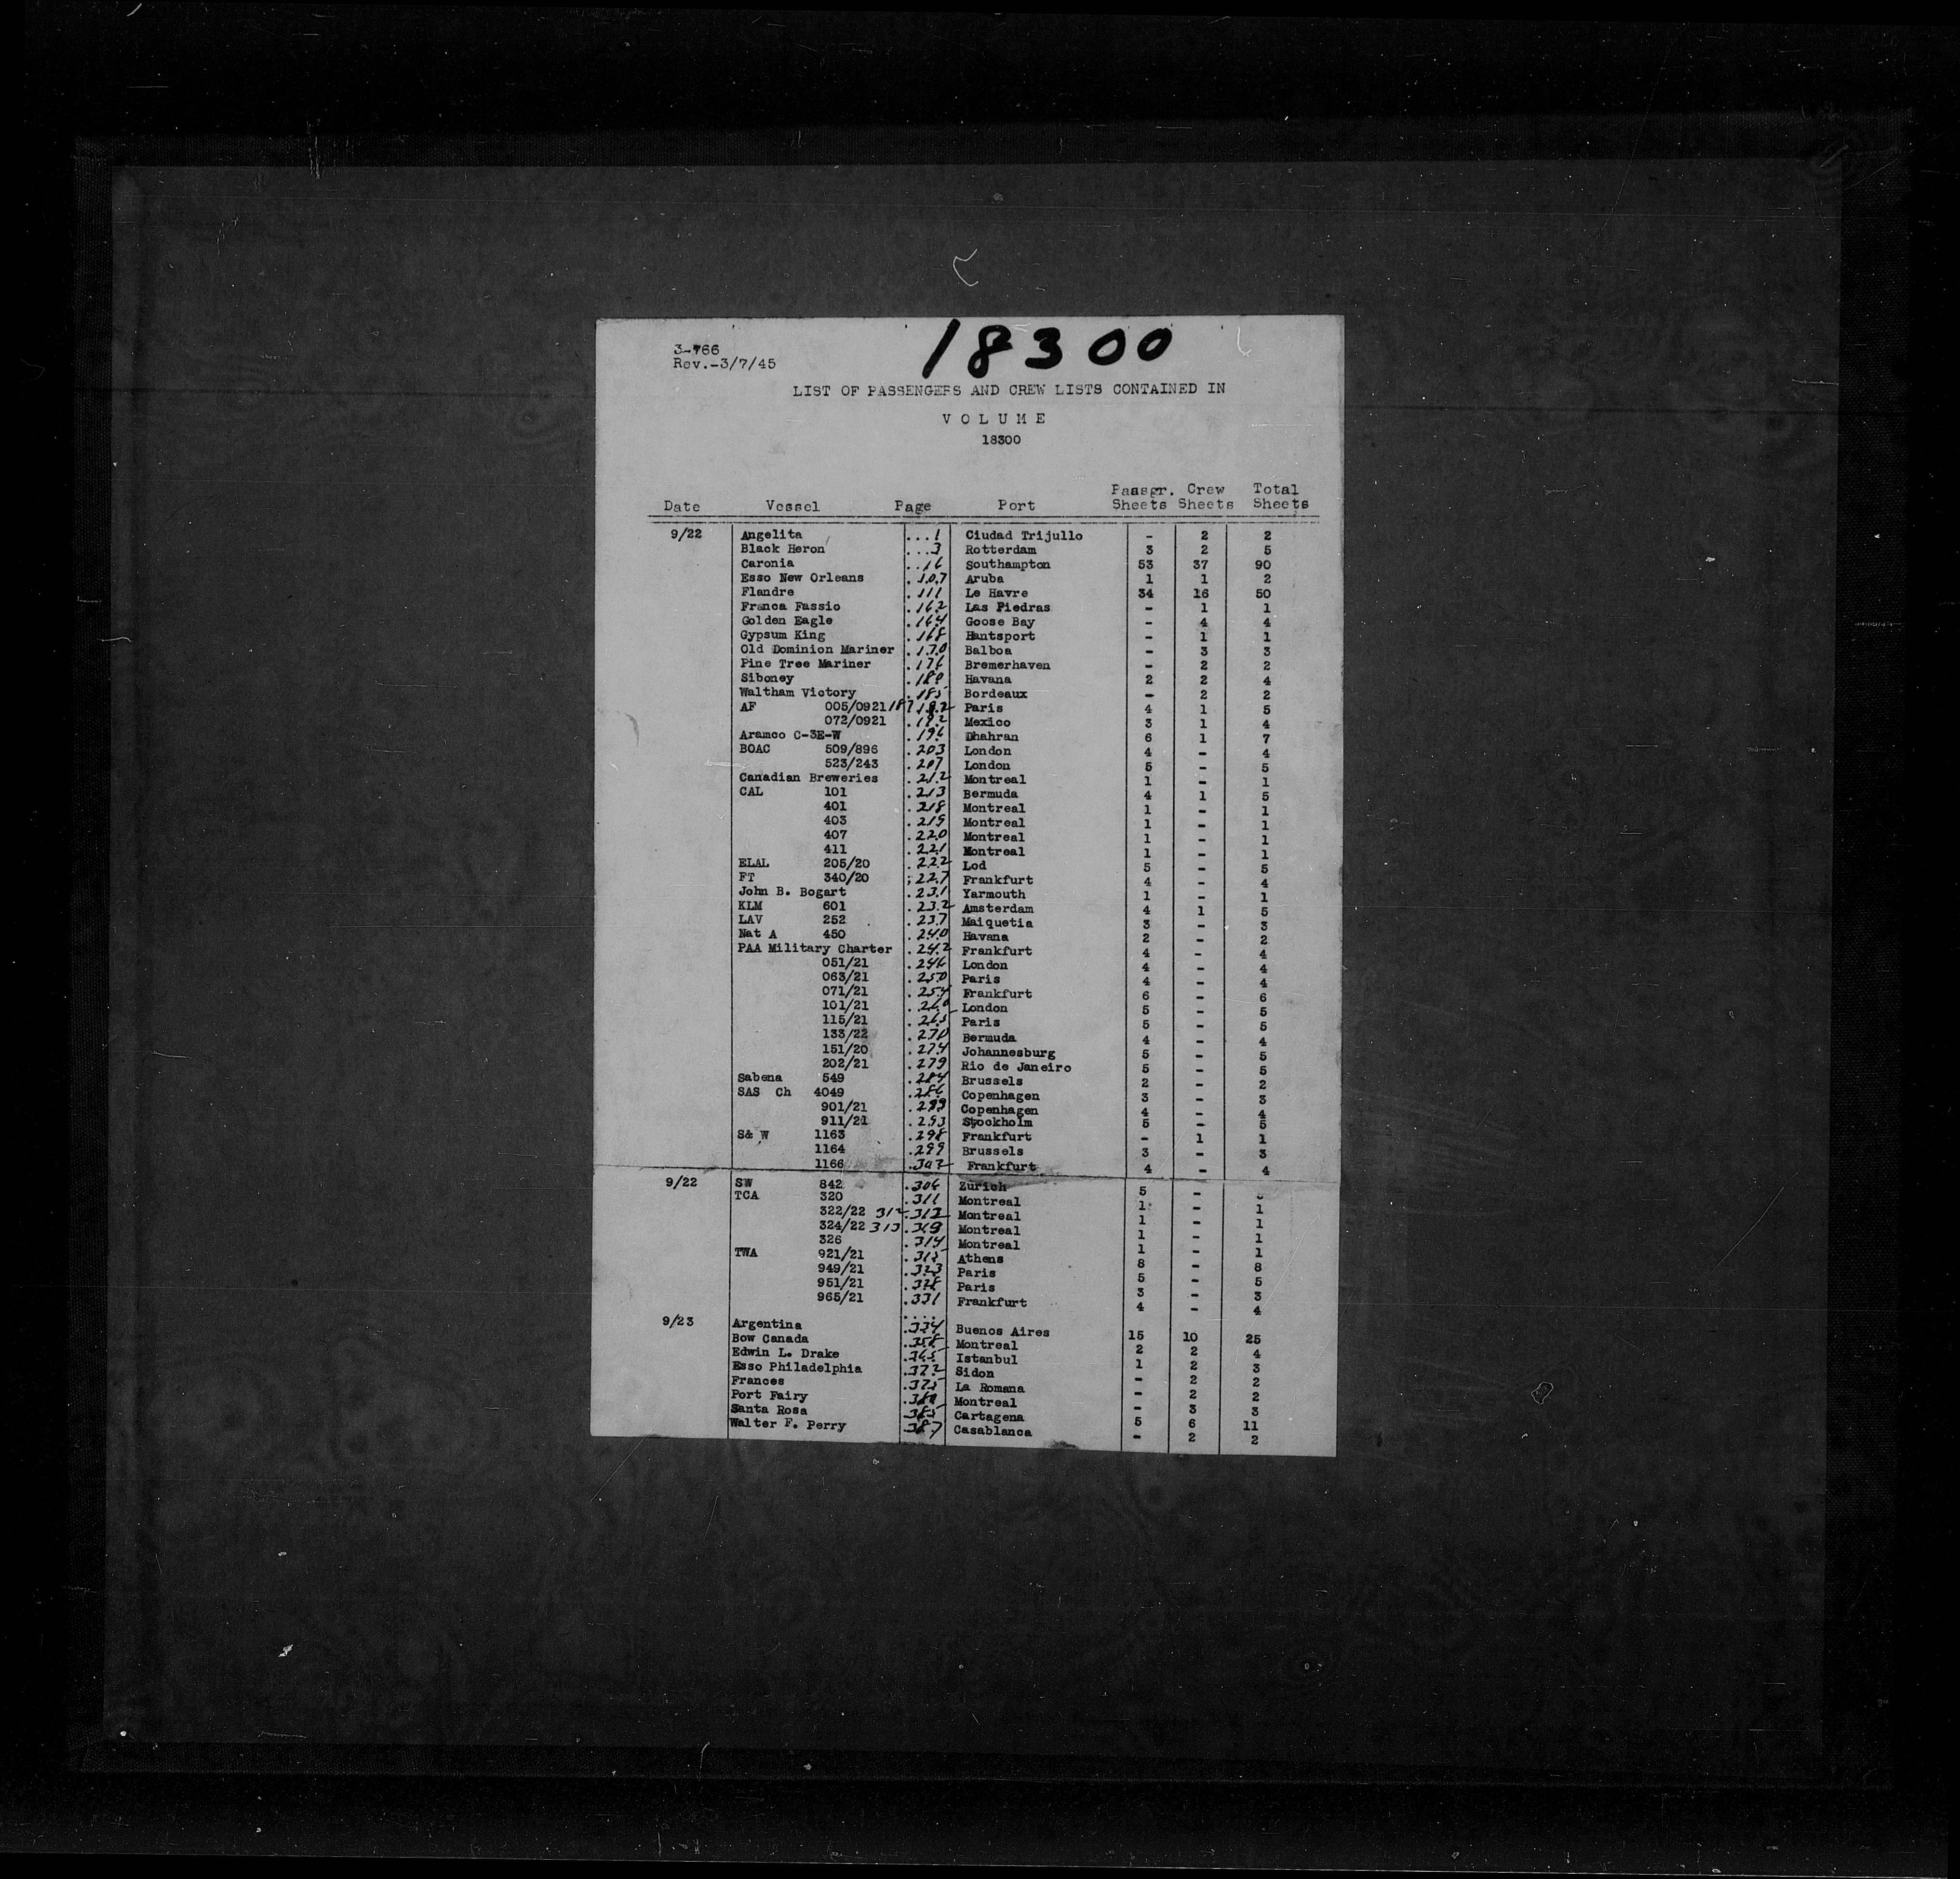 18300
3-766
Rev.-3/7/45
LIST OF PASSENGERS AND CREW LISTS CONTAINED IN
VOLUME
18300
Date Vessel Page Port Passgr. Sheets Crew Sheets Total Sheets
9/22 Angelita ...1 Ciudad Trijullo - 2 2
Black Heron ...3 Rotterdam 3 2 5
Caronia ..16 Southampton 53 37 90
Esso New Orleans .107 Aruba 1 1 2
Flandre .111 Le Havre 34 16 50
Franca Fassio .162 Las Piedras - 1 1
Golden Eagle .164 Goose Bay - 4 4
Gypsum King .168 Hantsport - 1 1
Old Dominion Mariner .170 Balboa - 3 3
Pine Tree Mariner .176 Bremerhaven - 2 2
Siboney Havana 2 2 4
Waltham Victory .185 Bordeaux - 2 2
AF 005/0921 187 Paris 4 1 5
072/0921 .192 Mexico 3 1 4
Aramco C-3E-W .196 Dhahran 6 1 7
BOAC 509/896 .203 London 4 - 4
523/243 .207 London 5 - 5
Canadian Breweries .212 Montreal 1 - 1
CAL 101 .213 Bermuda 4 1 5
401 .218 Montreal 1 - 1
403 .219 Montreal 1 - 1
407 .220 Montreal 1 - 1
411 .221 Montreal 1 - 1
ELAL 205/20 .222 Lod 5 - 5
FT 340/20 .227 Frankfurt 4 - 4
John B. Bogart .231 Yarmouth 1 - 1
KLM 601 .232 Amsterdam 4 1 5
LAV 252 .237 Maiquetia 3 - 3
Nat A 450 .240 Havana 2 - 2
PAA Military Charter .242 Frankfurt 4 - 4
051/21 .246 London 4 - 4
063/21 .250 Paris 4 - 4
071/21 .254 Frankfurt 6 - 6
101/21 .260 London 5 - 5
115/21 .265 Paris 5 - 5
133/22 .270 Bermuda 4 - 4
151/20 .274 Johannesburg 5 - 5
202/21 .279 Rio de Janeiro 5 - 5
Sabena 549 .284 Brussels 2 - 2
SAS Ch 4049 .286 Copenhagen 3 - 3
901/21 Copenhagen 4 - 4
911/21 .293 Stockholm 5 - 5
S& W 1163 .298 Frankfurt - 1 1
1164 .299 Brussels 3 - 3
1166 .302 Frankfurt 4 - 4
9/22 SW 842 .306 Zurich 5 -
TCA 320 .311 Montreal 1 - 1
322/22 312 .312 Montreal 1 - 1
324/22 313 Montreal 1 - 1
326 .314 Montreal 1 - 1
TWA 921/21 .315 Athens 8 - 8
949/21 .323 Paris 5 - 5
951/21 .328 Paris 3 - 3
965/21 .331 Frankfurt 4 - 4
9/23 Argentina .334 Buenos Aires 15 10 25
Bow Canada .358 Montreal 2 2 4
Edwin L. Drake .365 Istanbul 1 2 3
Esso Philadelphia .372 Sidon - 2 2
Frances .375 La Romana - 2 2
Port Fairy .380 Montreal - 3 3
Santa Rosa .385 Cartagena 5 6 11
Walter F. Perry .387 Casablanca - 2 2